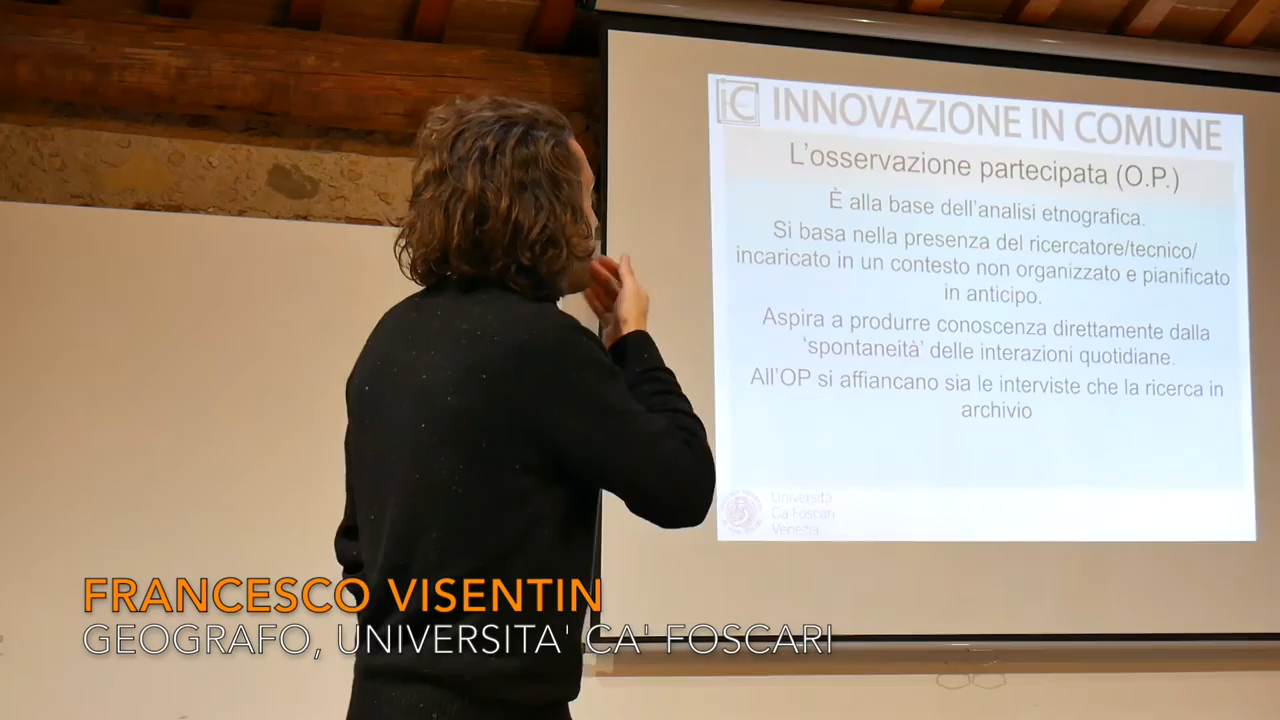 iC INNOVAZIONE IN COMUNE
L'osservazione partecipata (O.P.)
È alla base dell'analisi etnografica.
Si basa nella presenza del ricercatore/tecnico/
incaricato in un contesto non organizzato e pianificato
in anticipo.
Aspira a produrre conoscenza direttamente dalla
'spontaneità' delle interazioni quotidiane.
All'OP si affiancano sia le interviste che la ricerca in
archivio
Università
Ca' Foscari
Venezia
FRANCESCO VISENTIN
GEOGRAFO, UNIVERSITA' CA' FOSCARI